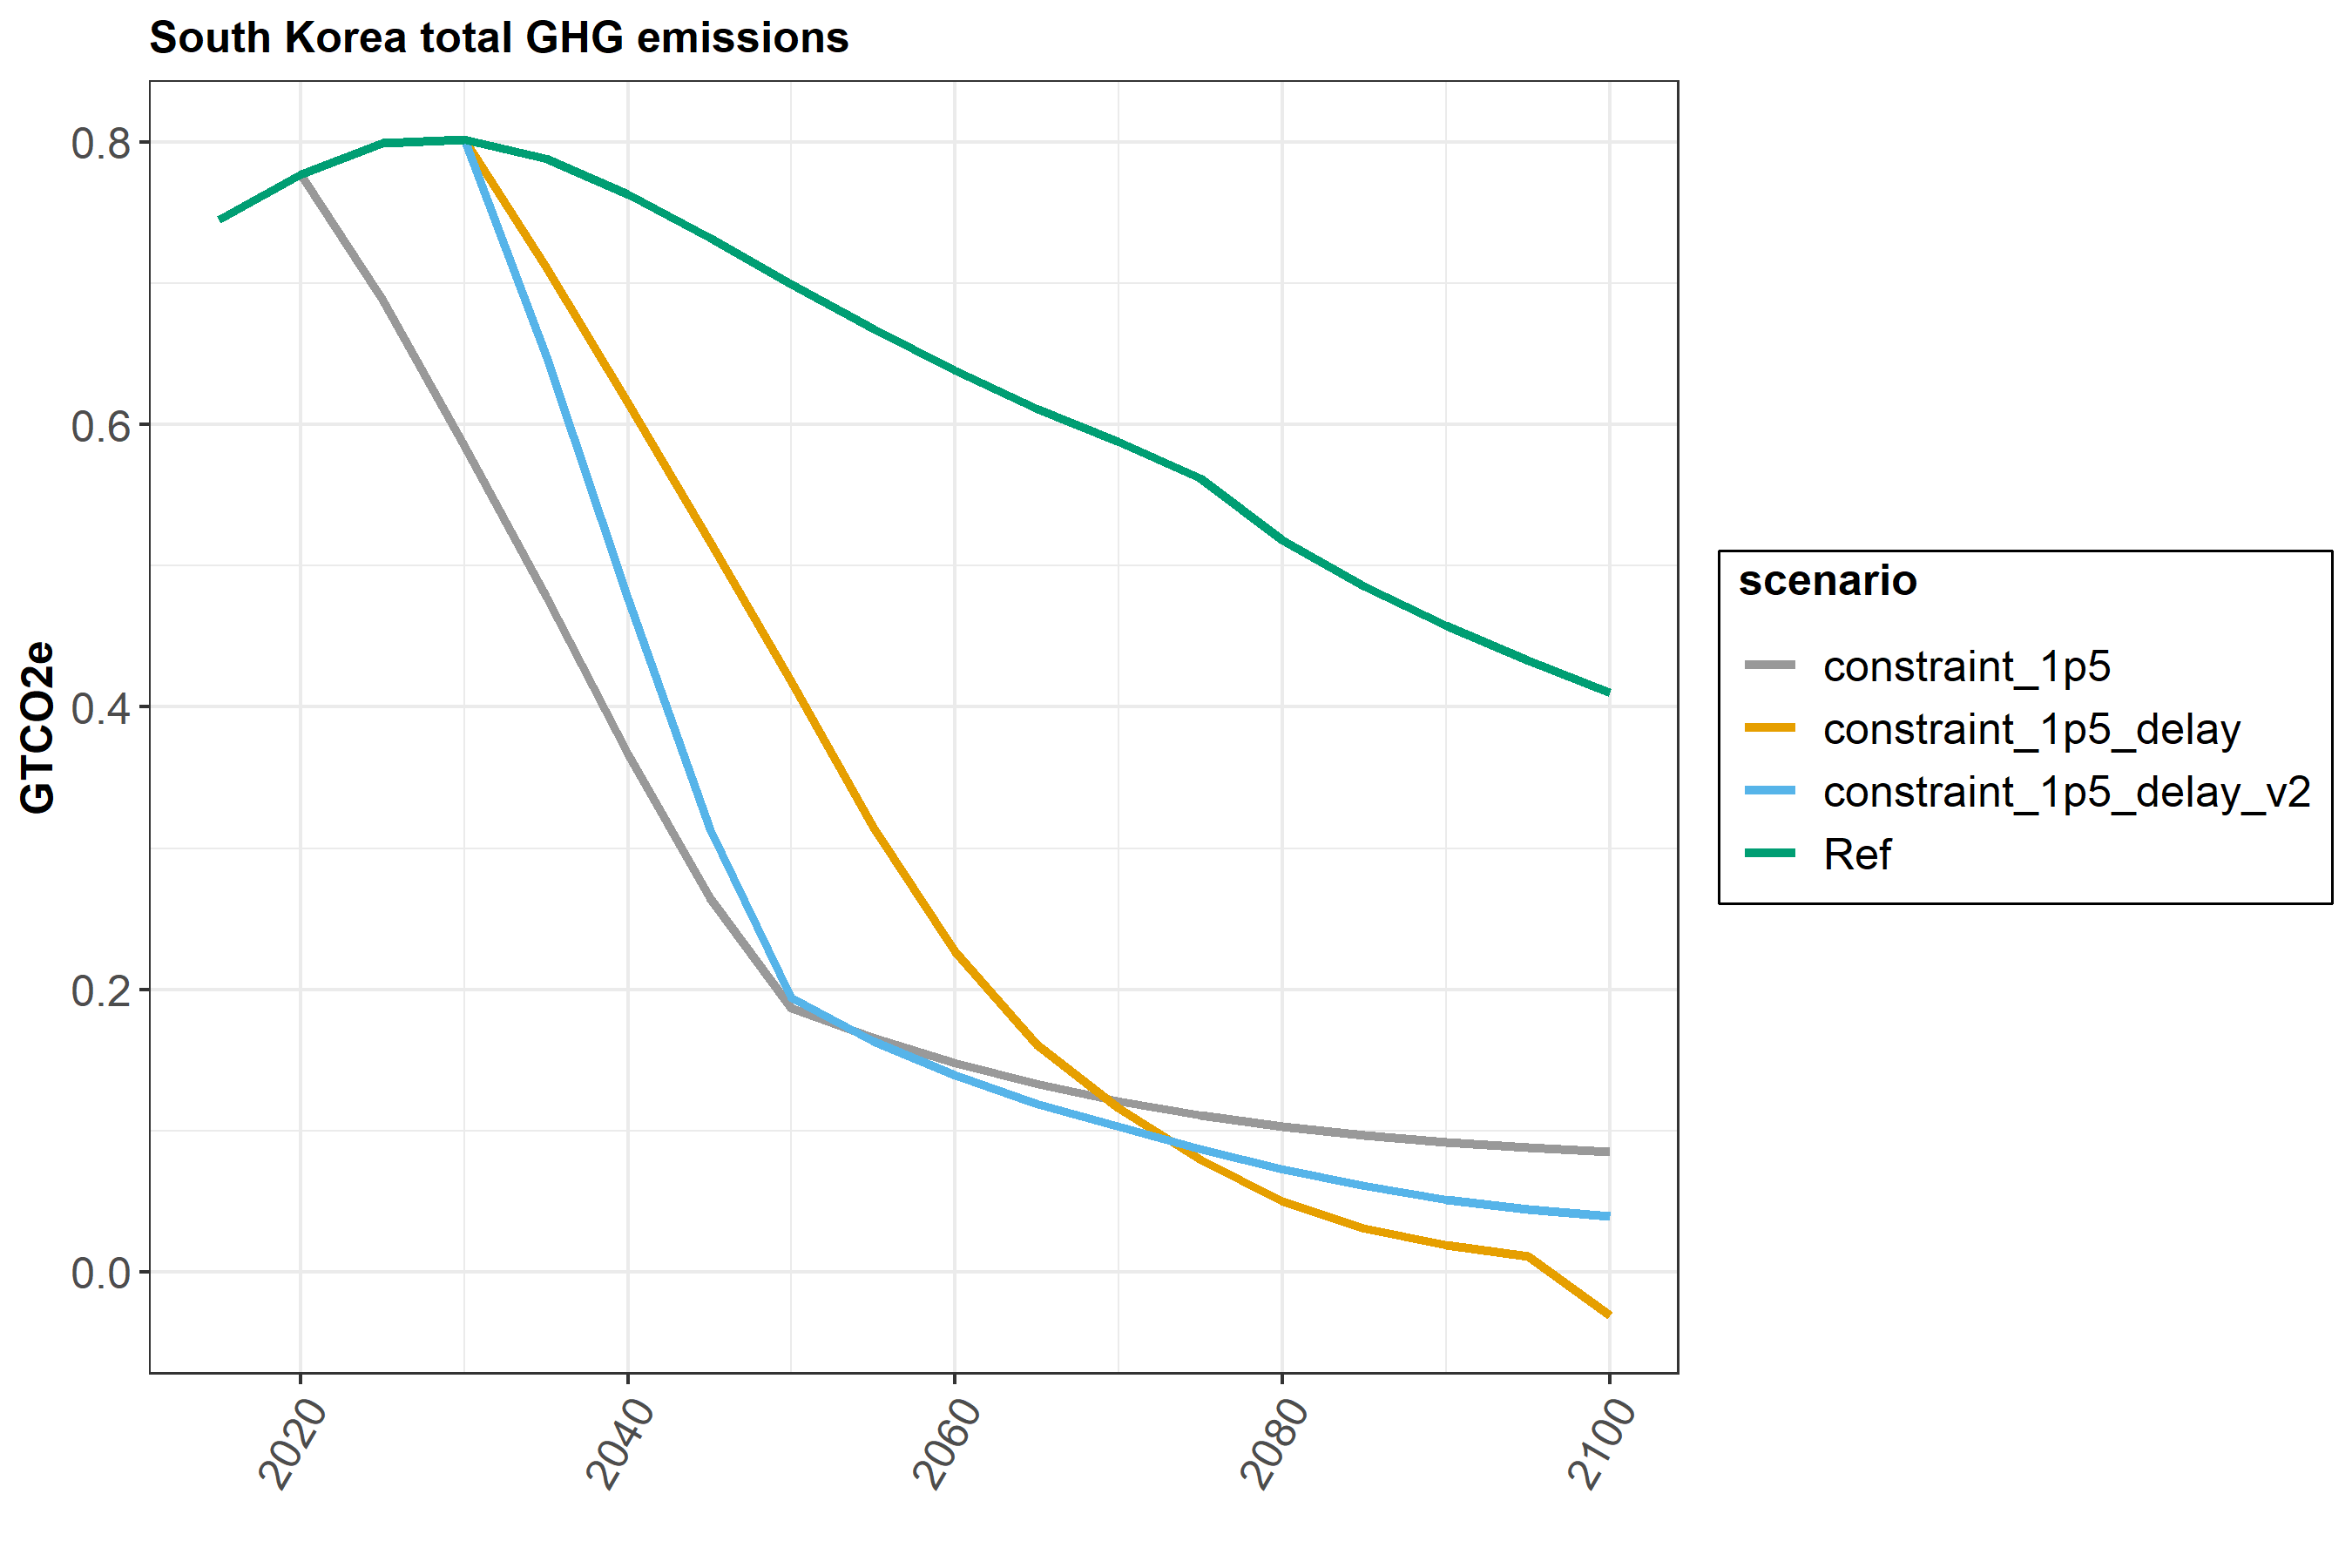 South Korea total GHG emissions
GTCO2e
0.8
0.6
0.4
0.2
0.0
2020
2040
2060
2080
2100
scenario
constraint_1p5
constraint_1p5_delay
constraint_1p5_delay_v2
Ref